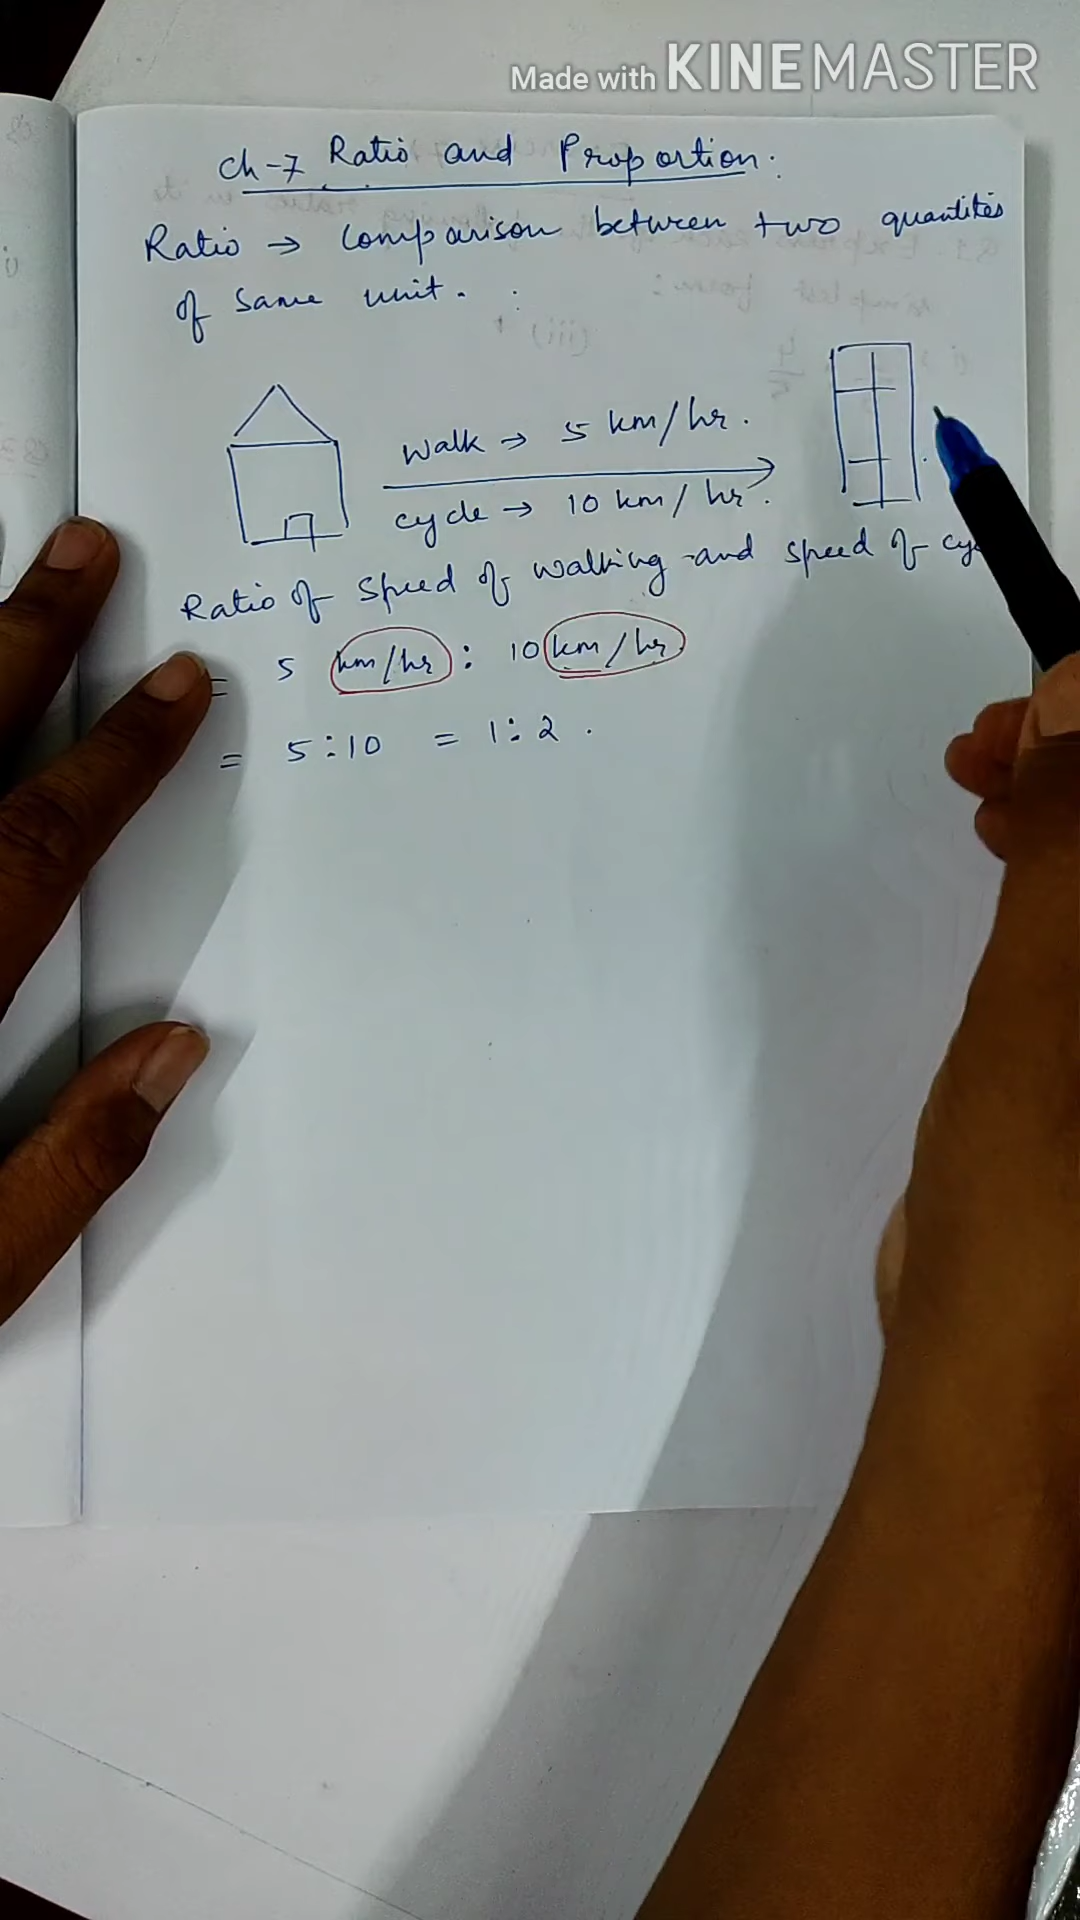 Made with KINEMASTER
Ch-7 Ratio and Proportion.
Ratio → Comparison between two quantities
of same unit.
Walk → 5 km/hr.
cycle → 10 km/hr.
Ratio of speed of walking and speed of cy
= 5 km/hr : 10 km/hr
= 5:10 = 1:2.